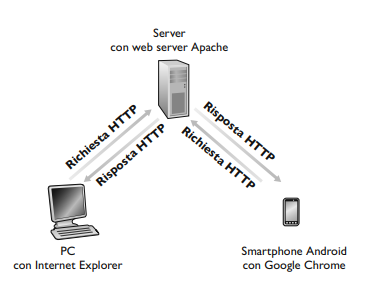 Server
con web server Apache
Richiesta HTTP
Risposta HTTP
Risposta HTTP
Richiesta HTTP
PC
con Internet Explorer
Smartphone Android
con Google Chrome